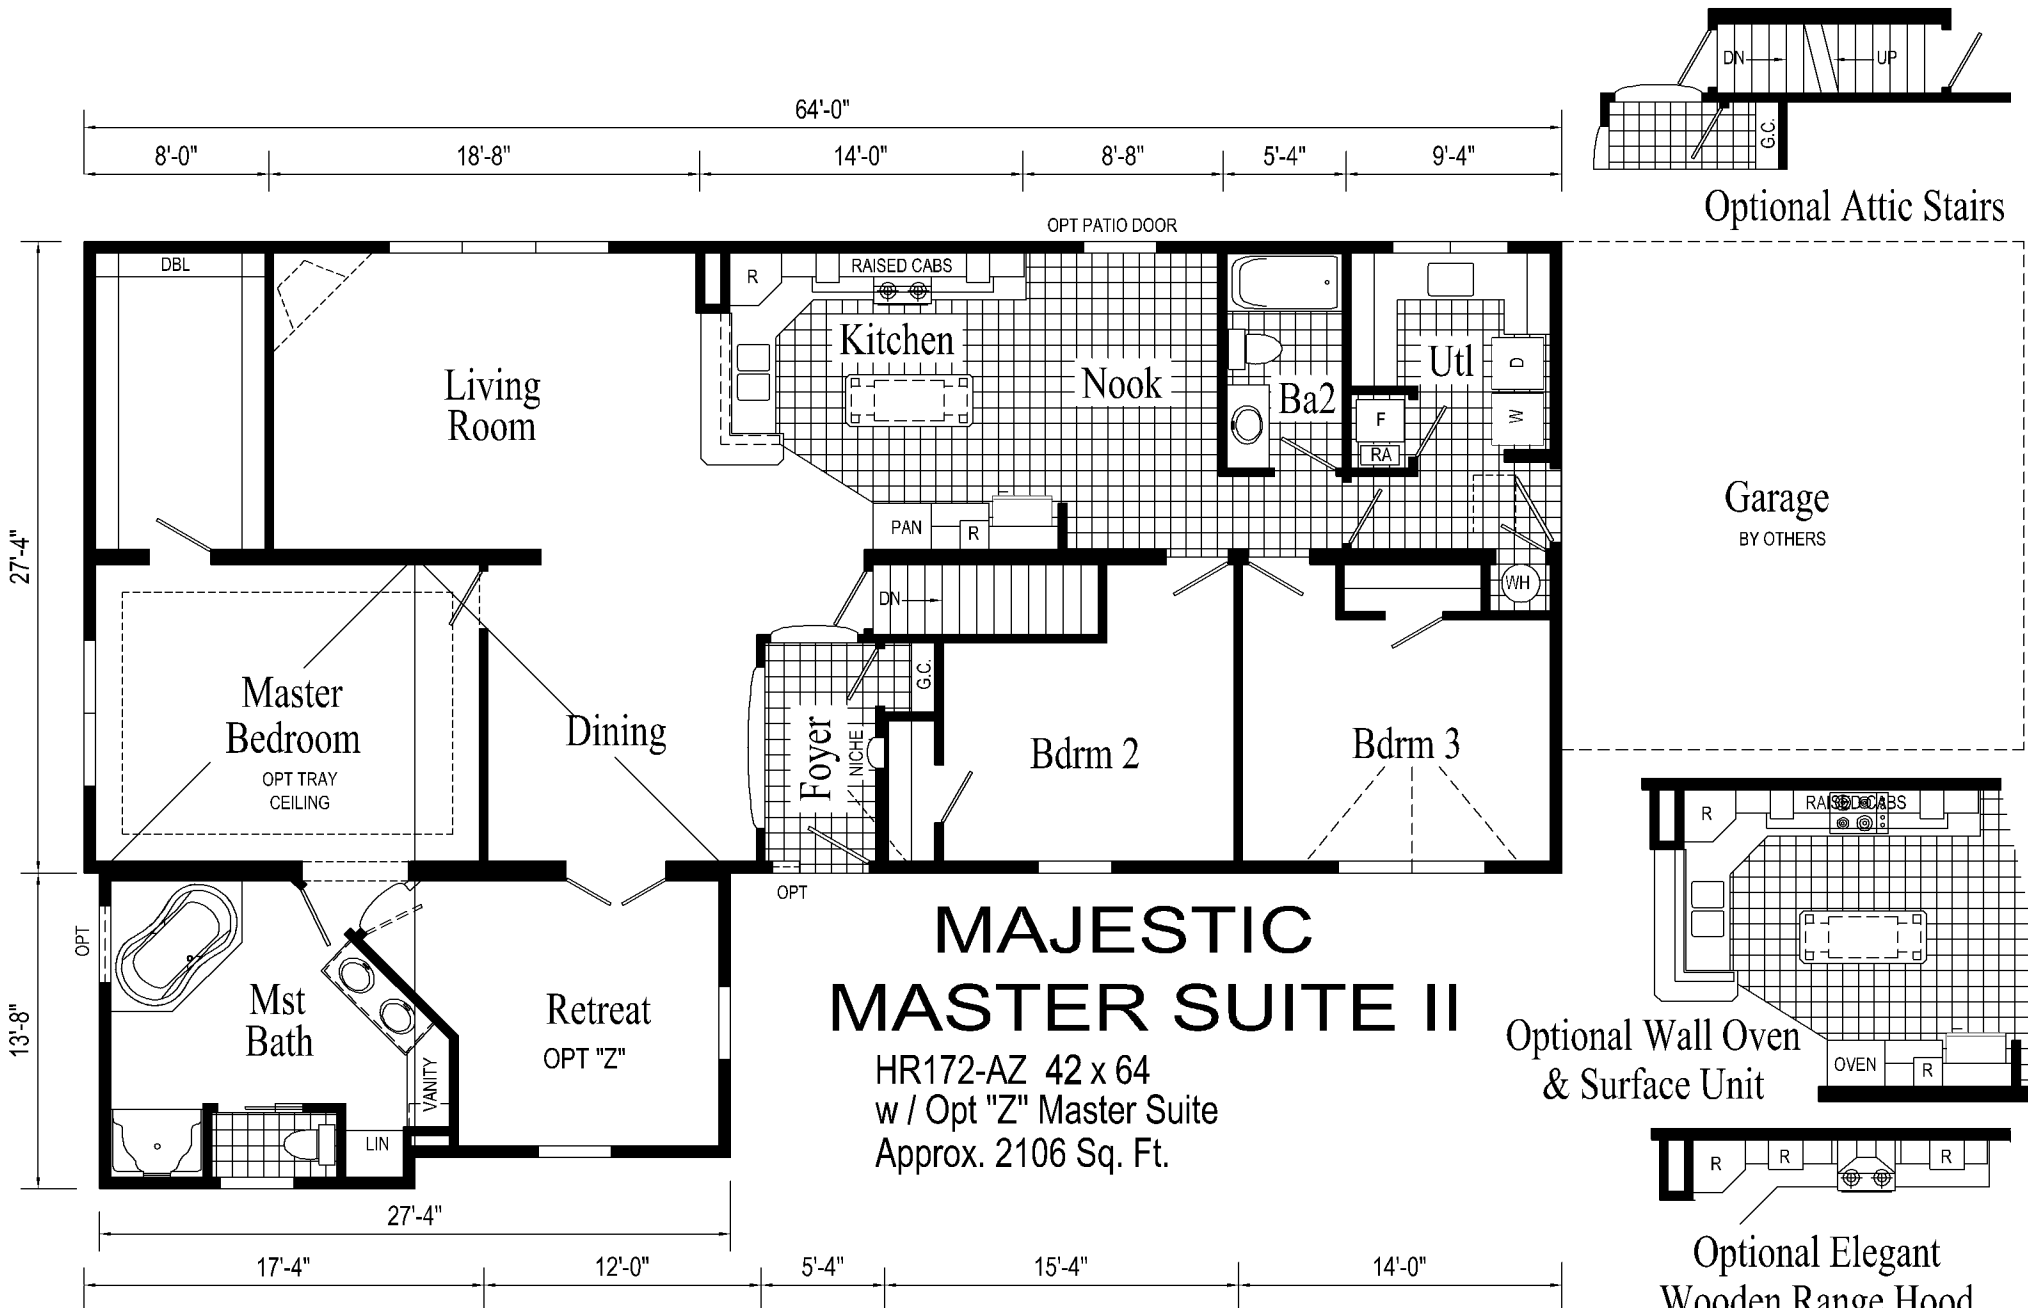 DN
UP
G.C.
Optional Attic Stairs
64'-0"
8'-0"
18'-8"
14'-0"
8'-8"
5'-4"
9'-4"
OPT PATIO DOOR
DBL
R
RAISED CABS
Kitchen
Living
Room
Nook
Ba2
Utl
D
W
F
RA
PAN
R
27'-4"
Garage
BY OTHERS
DN
WH
G.C.
Master
Bedroom
OPT TRAY
CEILING
Dining
Foyer
NICHE
Bdrm 2
Bdrm 3
OPT
OPT
13'-8"
Mst
Bath
Retreat
OPT "Z"
VANITY
LIN
MAJESTIC
MASTER SUITE II
HR172-AZ 42 x 64
w / Opt "Z" Master Suite
Approx. 2106 Sq. Ft.
R
RAISED CABS
OVEN
R
Optional Wall Oven
& Surface Unit
R
R
R
Optional Elegant
Wooden Range Hood
27'-4"
17'-4"
12'-0"
5'-4"
15'-4"
14'-0"